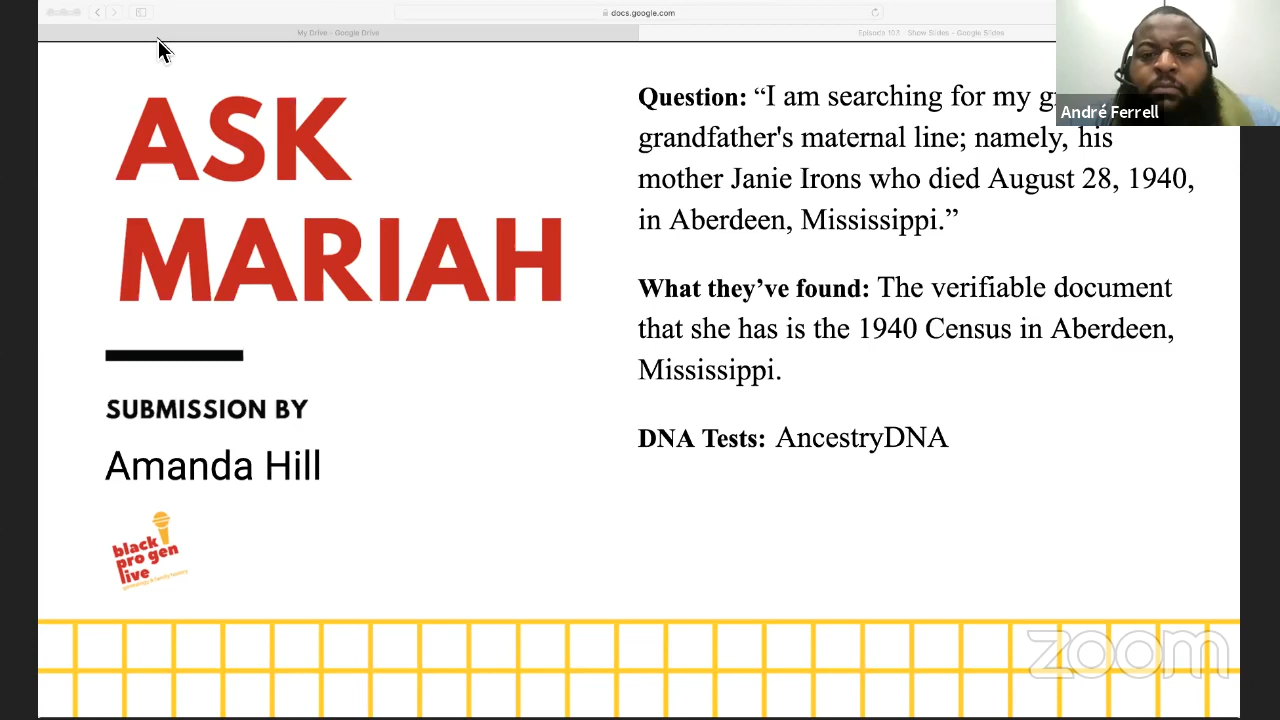 docs.google.com
My Drive - Google Drive
Episode 107 - Show Slides - Google Slides
André Ferrell
ASK
MARIAH
SUBMISSION BY
Amanda Hill
black
pro gen
live
genealogy & family history
Question: “I am searching for my
grandfather's maternal line; namely, his
mother Janie Irons who died August 28, 1940,
in Aberdeen, Mississippi.”
What they’ve found: The verifiable document
that she has is the 1940 Census in Aberdeen,
Mississippi.
DNA Tests: AncestryDNA
zoom